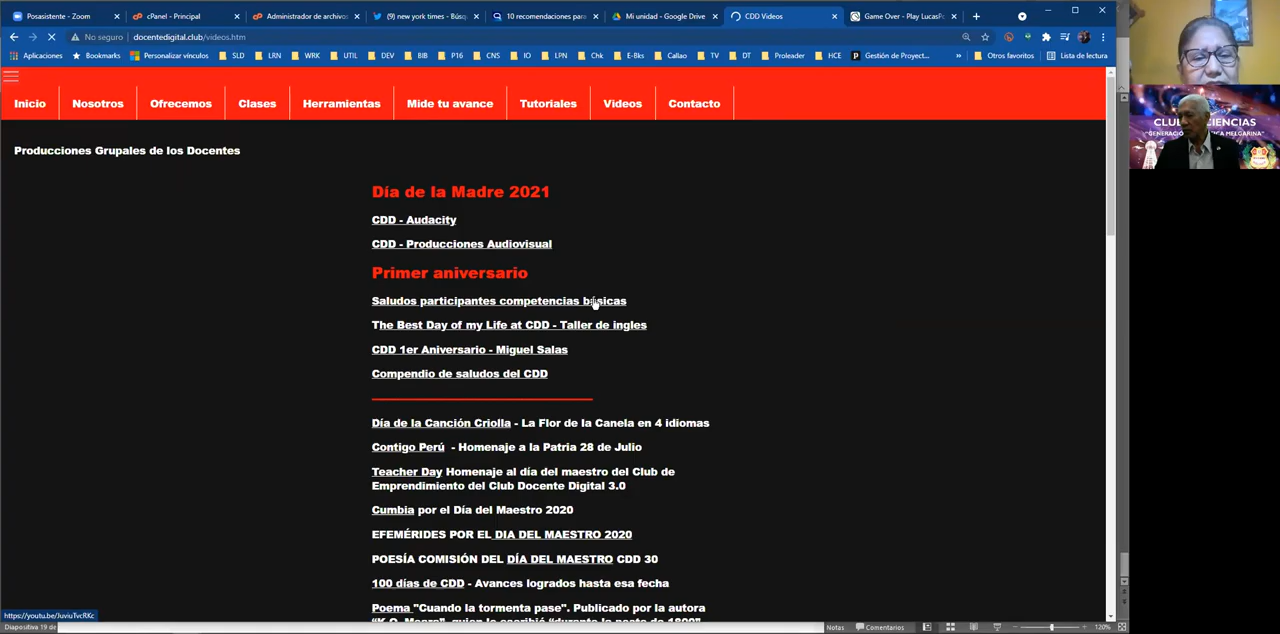 Posasistente - Zoom
cPanel - Principal
Administrador de archivos
(9) new york times - Búsq
10 recomendaciones para
Mi unidad - Google Drive
CDD Videos
Game Over - Play LucasFc
No seguro
docentedigital.club/videos.htm
Aplicaciones
Bookmarks
Personalizar vínculos
SLD
LRN
WRK
UTIL
DEV
BIB
P16
CNS
IO
LPN
Chk
E-Bks
Callao
TV
DT
Proleader
HCE
Gestión de Proyect...
»
Otros favoritos
Lista de lectura
Inicio
Nosotros
Ofrecemos
Clases
Herramientas
Mide tu avance
Tutoriales
Videos
Contacto
Producciones Grupales de los Docentes
Día de la Madre 2021
CDD - Audacity
CDD - Producciones Audiovisual
Primer aniversario
Saludos participantes competencias básicas
The Best Day of my Life at CDD - Taller de ingles
CDD 1er Aniversario - Miguel Salas
Compendio de saludos del CDD
Día de la Canción Criolla - La Flor de la Canela en 4 idiomas
Contigo Perú - Homenaje a la Patria 28 de Julio
Teacher Day Homenaje al día del maestro del Club de
Emprendimiento del Club Docente Digital 3.0
Cumbia por el Día del Maestro 2020
EFEMÉRIDES POR EL DIA DEL MAESTRO 2020
POESÍA COMISIÓN DEL DÍA DEL MAESTRO CDD 30
100 días de CDD - Avances logrados hasta esa fecha
Poema "Cuando la tormenta pase". Publicado por la autora
https://youtu.be/JuviuTvcRKc
Diapositiva 19 de
Notas
Comentarios
120%